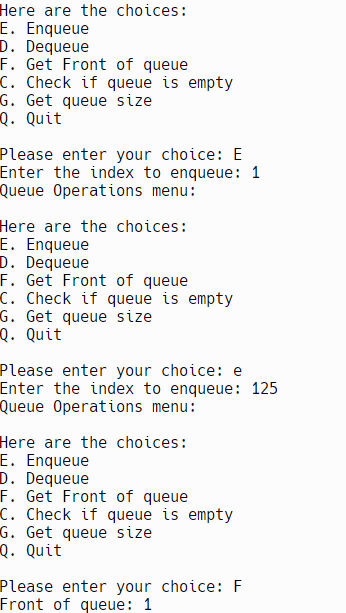 Here are the choices:
E. Enqueue
D. Dequeue
F. Get Front of queue
C. Check if queue is empty
G. Get queue size
Q. Quit
Please enter your choice: E
Enter the index to enqueue: 1
Queue Operations menu:
Here are the choices:
E. Enqueue
D. Dequeue
F. Get Front of queue
C. Check if queue is empty
G. Get queue size
Q. Quit
Please enter your choice: e
Enter the index to enqueue: 125
Queue Operations menu:
Here are the choices:
E. Enqueue
D. Dequeue
F. Get Front of queue
C. Check if queue is empty
G. Get queue size
Q. Quit
Please enter your choice: F
Front of queue: 1